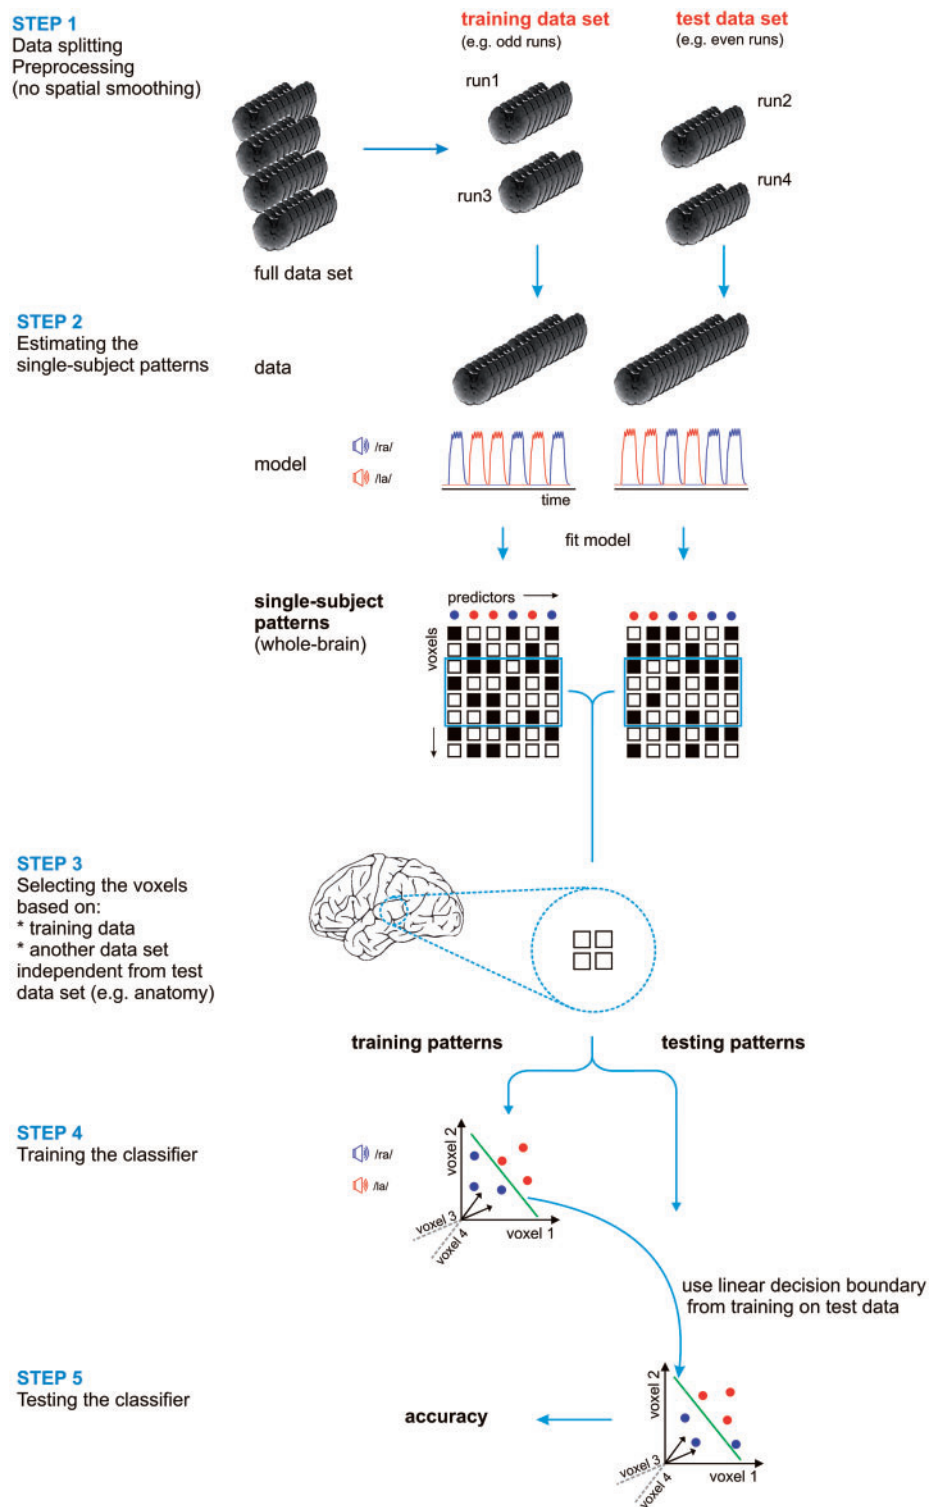 STEP 1
Data splitting
Preprocessing
(no spatial smoothing)
training data set
(e.g. odd runs)
test data set
(e.g. even runs)
run1
run2
run3
run4
full data set
STEP 2
Estimating the
single-subject patterns
data
model
/ra/
/la/
time
fit model
single-subject
patterns
(whole-brain)
predictors
voxels
STEP 3
Selecting the voxels
based on:
* training data
* another data set
independent from test
data set (e.g. anatomy)
training patterns
testing patterns
STEP 4
Training the classifier
/ra/
/la/
voxel 2
voxel 3
voxel 4
voxel 1
use linear decision boundary
from training on test data
STEP 5
Testing the classifier
accuracy
voxel 2
voxel 3
voxel 4
voxel 1